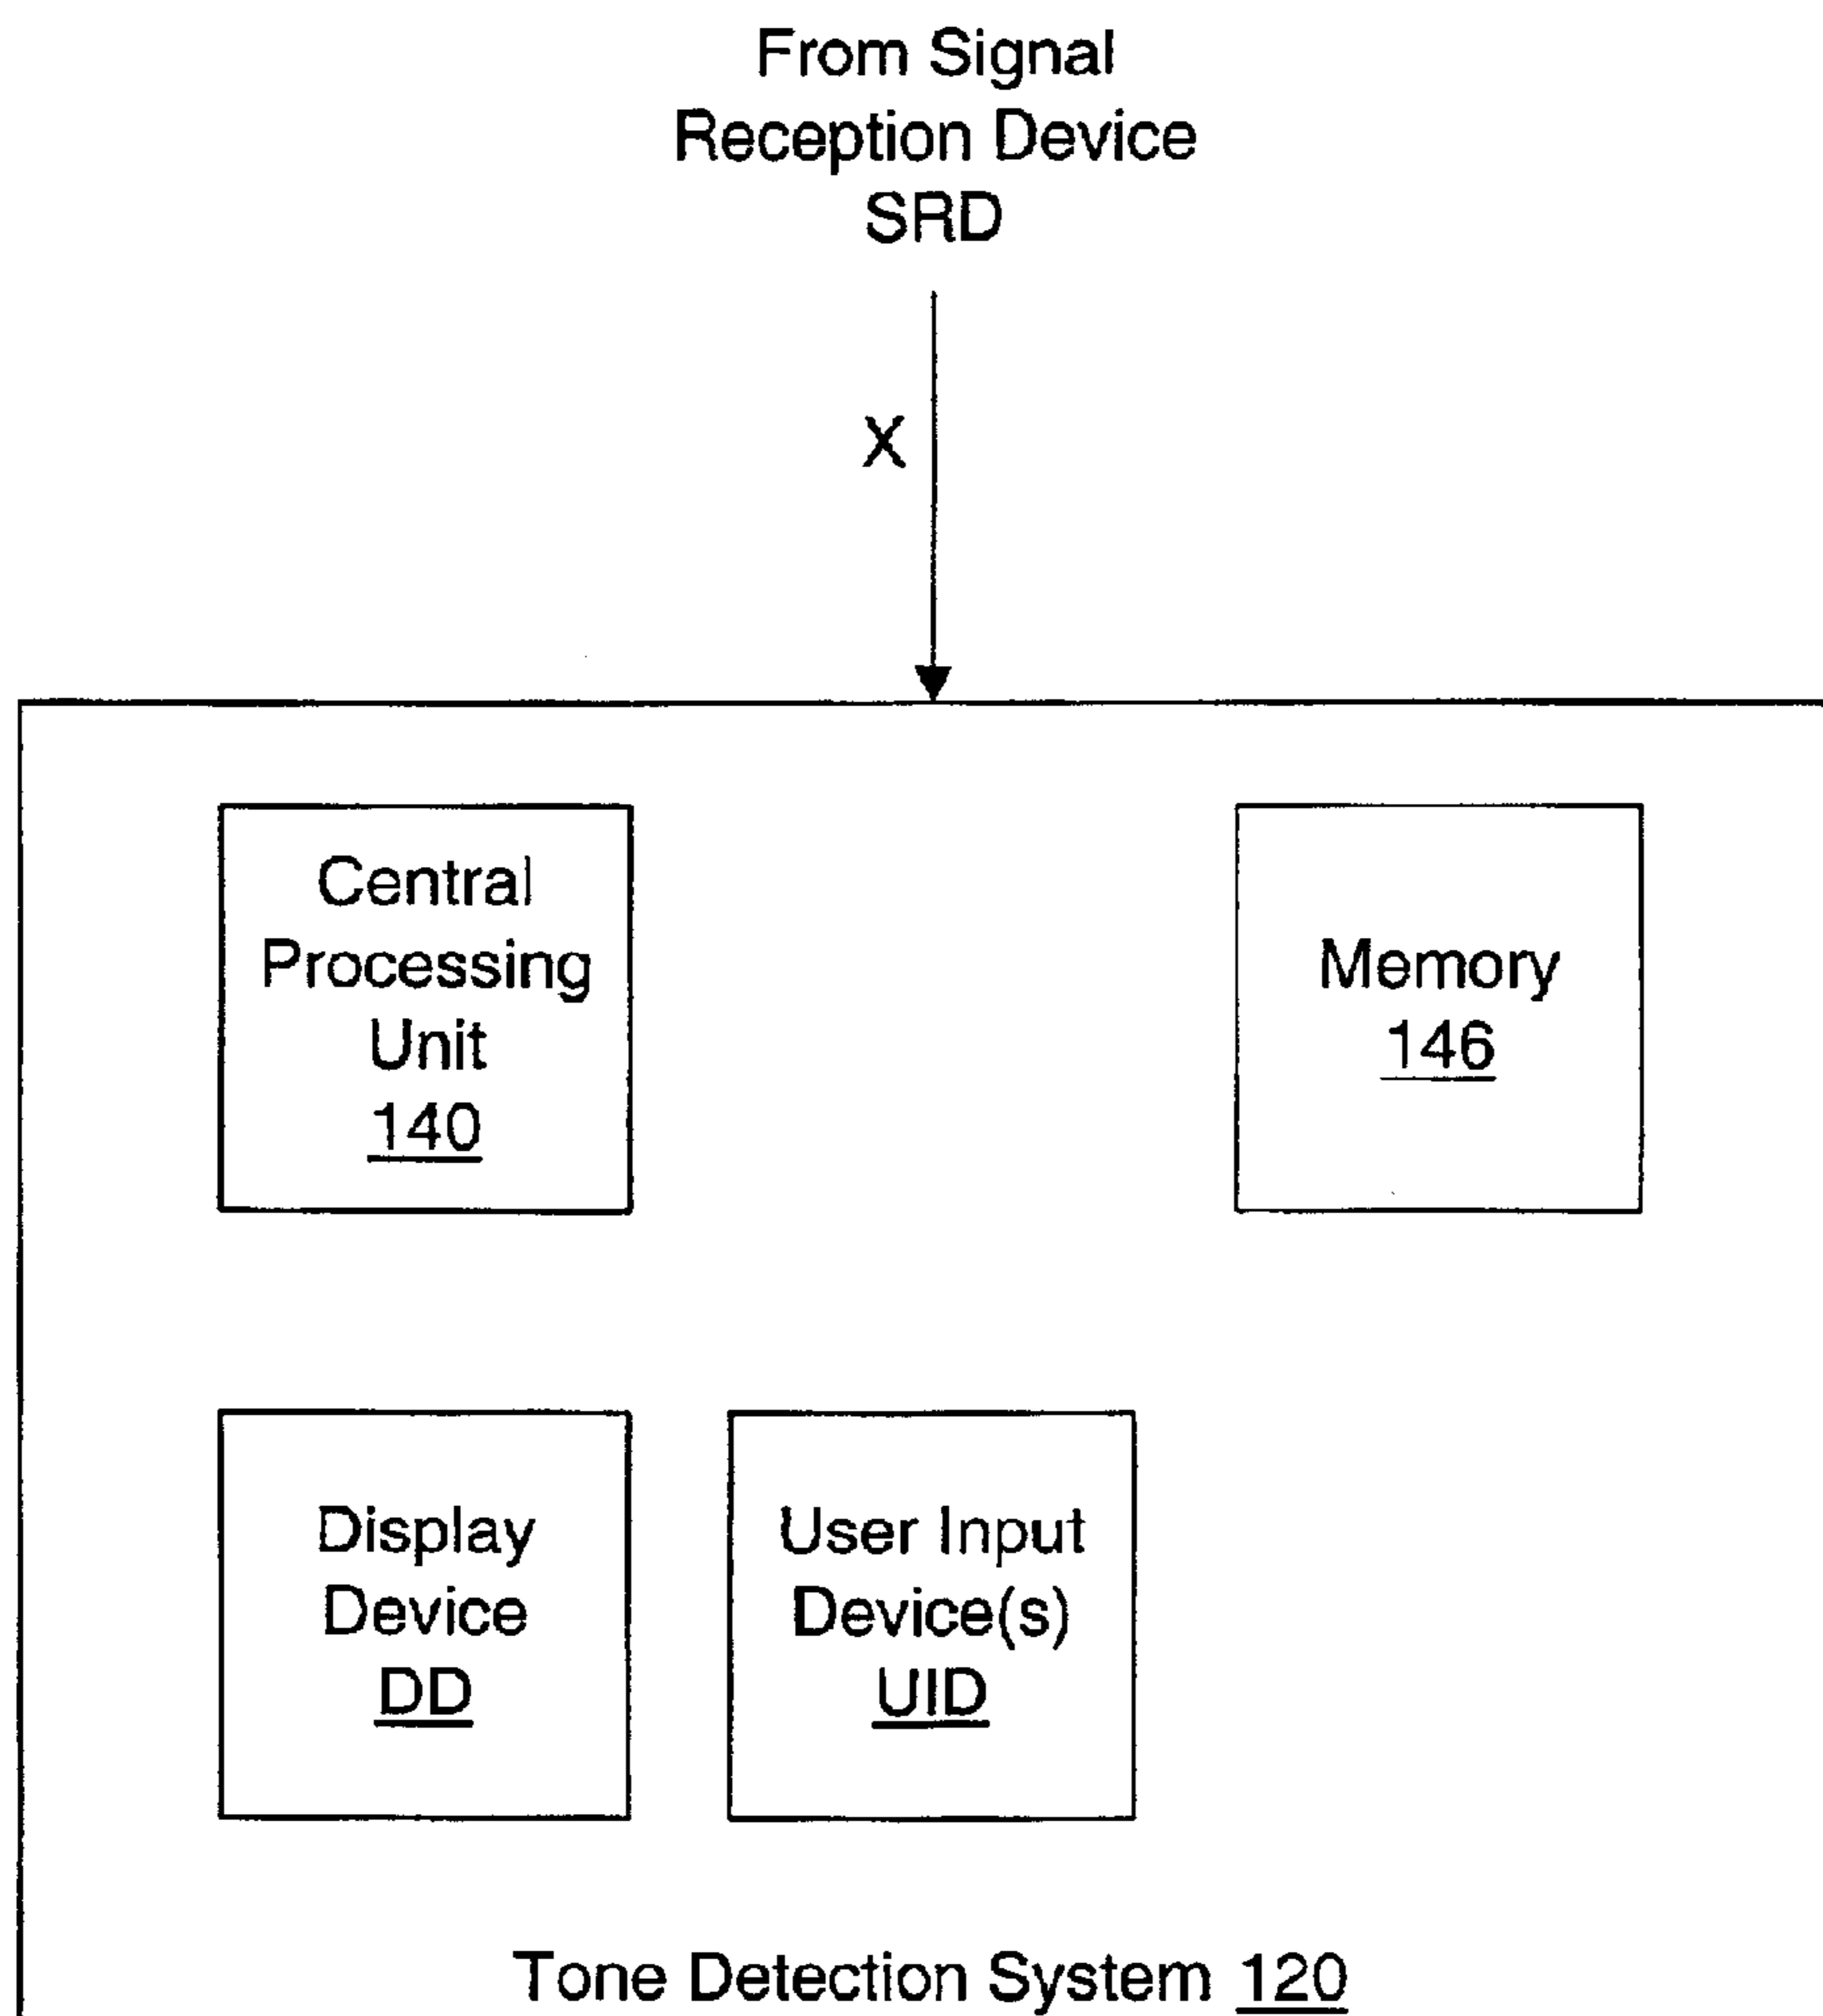 From Signal
Reception Device
SRD
X
Central
Processing
Unit
140
Memory
146
Display
Device
DD
User Input
Device(s)
UID
Tone Detection System 120